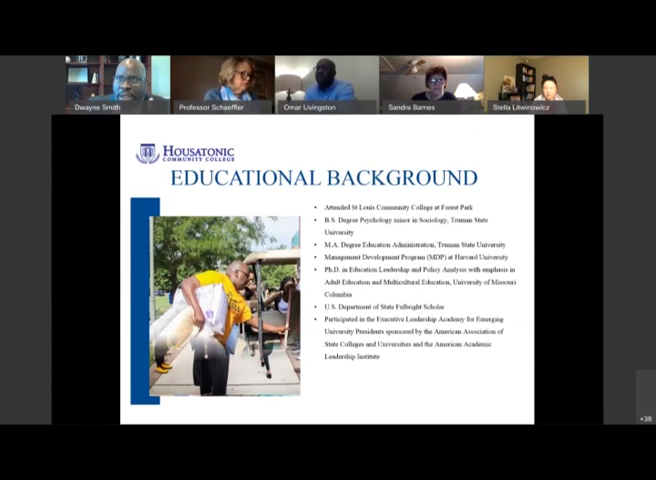 Dwayne Smith
Professor Schaeffler
Omar Livingston
Sandra Barnes
Stella Litwinowicz
HOUSATONIC
COMMUNITY COLLEGE
EDUCATIONAL BACKGROUND
• Attended St Louis Community College at Forest Park
• B.S. Degree Psychology minor in Sociology, Truman State
University
• M.A. Degree Education Administration, Truman State University
• Management Development Program (MDP) at Harvard University
• Ph.D. in Education Leadership and Policy Analysis with emphasis in
Adult Education and Multicultural Education, University of Missouri
Columbia
• U.S. Department of State Fulbright Scholar
• Participated in the Executive Leadership Academy for Emerging
University Presidents sponsored by the American Association of
State Colleges and Universities and the American Academic
Leadership Institute
+36